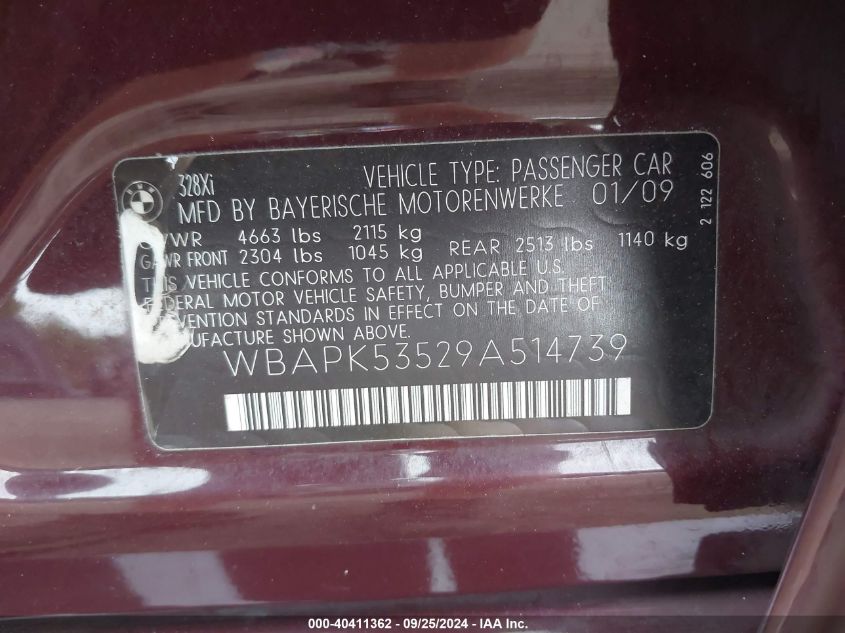 328Xi
VEHICLE TYPE: PASSENGER CAR
MFD BY BAYERISCHE MOTORENWERKE 01/09
VWR 4663 lbs 2115 kg
GAWR FRONT 2304 lbs 1045 kg REAR 2513 lbs 1140 kg
THIS VEHICLE CONFORMS TO ALL APPLICABLE U.S.
FEDERAL MOTOR VEHICLE SAFETY, BUMPER AND THEFT
STANDARDS IN EFFECT ON THE DATE OF
SHOWN ABOVE.
WBAPK53529A514739
2 122 606
000-40411362 - 09/25/2024 - IAA Inc.